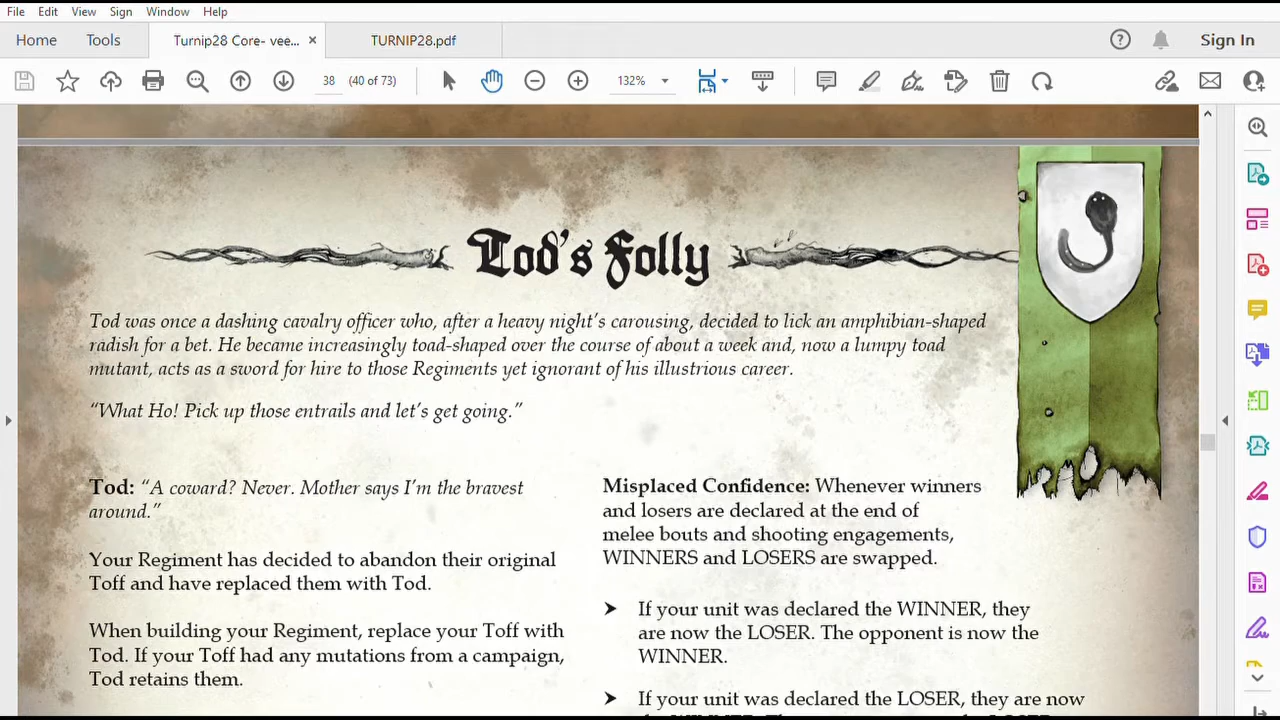 File Edit View Sign Window Help
Home Tools Turnip28 Core- vee... × TURNIP28.pdf Sign In
38 (40 of 73) 132%
Tod's Folly
Tod was once a dashing cavalry officer who, after a heavy night's carousing, decided to lick an amphibian-shaped
radish for a bet. He became increasingly toad-shaped over the course of about a week and, now a lumpy toad
mutant, acts as a sword for hire to those Regiments yet ignorant of his illustrious career.
“What Ho! Pick up those entrails and let's get going.”
Tod: “A coward? Never. Mother says I'm the bravest
around.”
Your Regiment has decided to abandon their original
Toff and have replaced them with Tod.
When building your Regiment, replace your Toff with
Tod. If your Toff had any mutations from a campaign,
Tod retains them.
Misplaced Confidence: Whenever winners
and losers are declared at the end of
melee bouts and shooting engagements,
WINNERS and LOSERS are swapped.
➤ If your unit was declared the WINNER, they
are now the LOSER. The opponent is now the
WINNER.
➤ If your unit was declared the LOSER, they are now